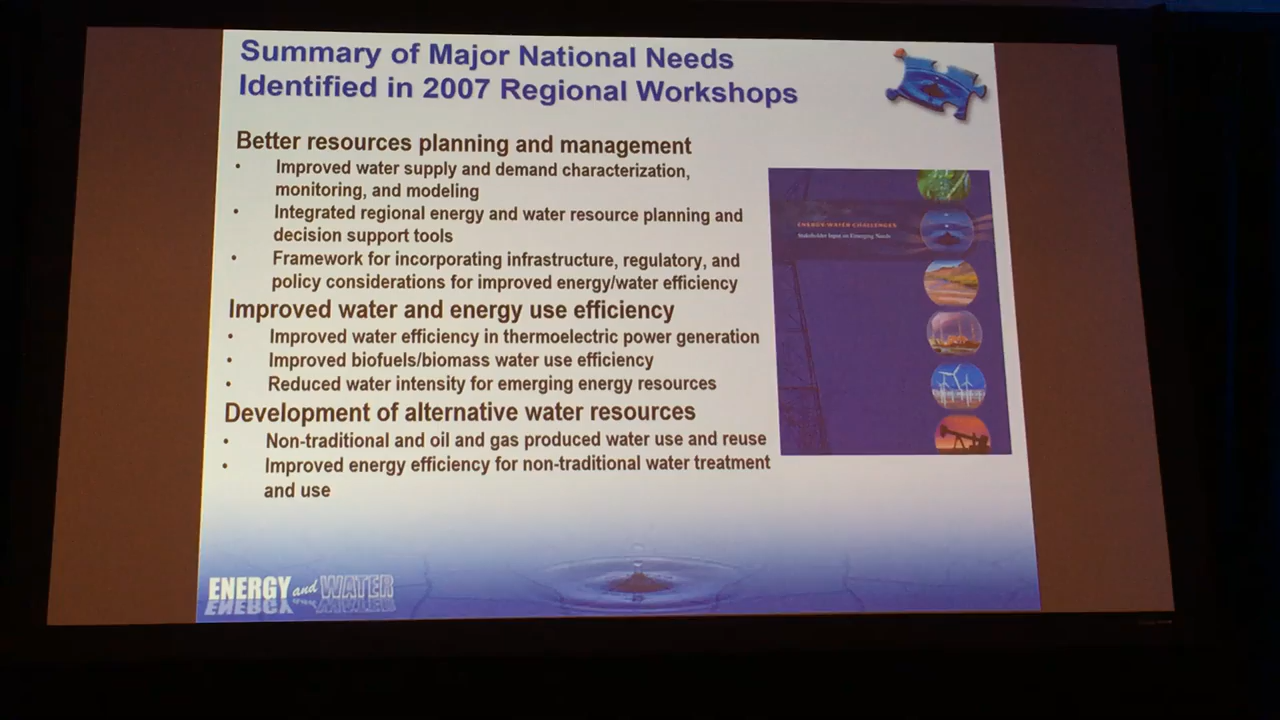 Summary of Major National Needs
Identified in 2007 Regional Workshops
Better resources planning and management
• Improved water supply and demand characterization,
monitoring, and modeling
• Integrated regional energy and water resource planning and
decision support tools
• Framework for incorporating infrastructure, regulatory, and
policy considerations for improved energy/water efficiency
Improved water and energy use efficiency
• Improved water efficiency in thermoelectric power generation
• Improved biofuels/biomass water use efficiency
• Reduced water intensity for emerging energy resources
Development of alternative water resources
• Non-traditional and oil and gas produced water use and reuse
• Improved energy efficiency for non-traditional water treatment
and use
ENERGY-WATER CHALLENGES
Stakeholder Input on Emerging Needs
ENERGY and WATER